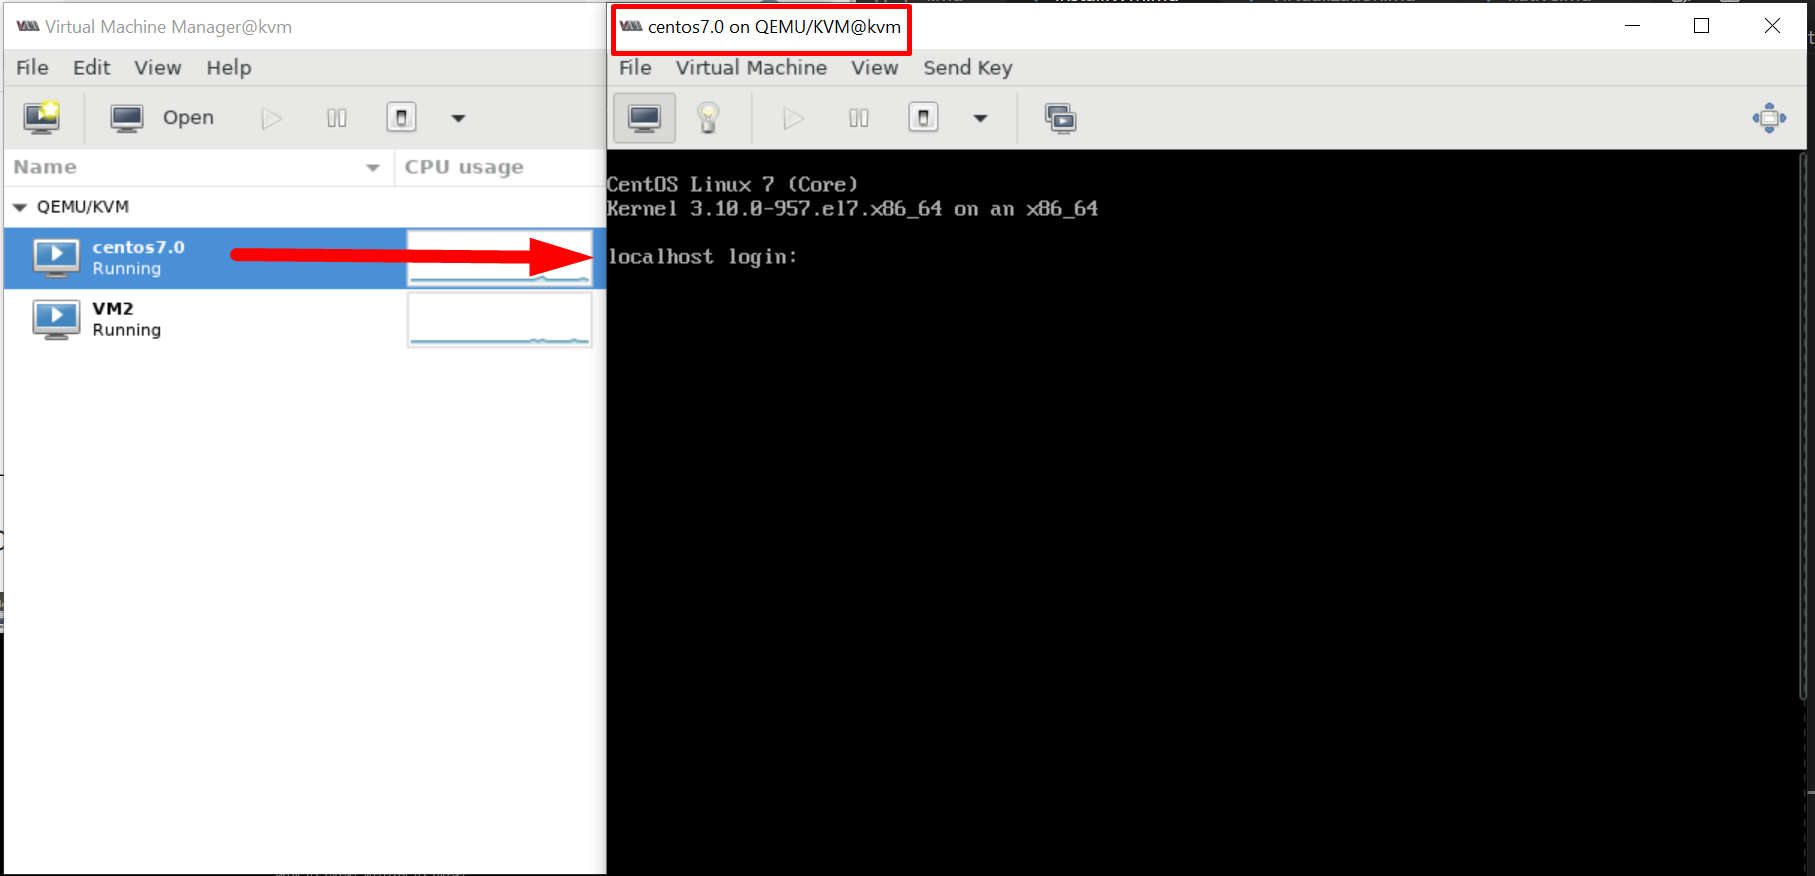 Virtual Machine Manager@kvm
File Edit View Help
Open
Name CPU usage
QEMU/KVM
centos7.0
Running
VM2
Running
centos7.0 on QEMU/KVM@kvm
File Virtual Machine View Send Key
CentOS Linux 7 (Core)
Kernel 3.10.0-957.el7.x86_64 on an x86_64
localhost login: